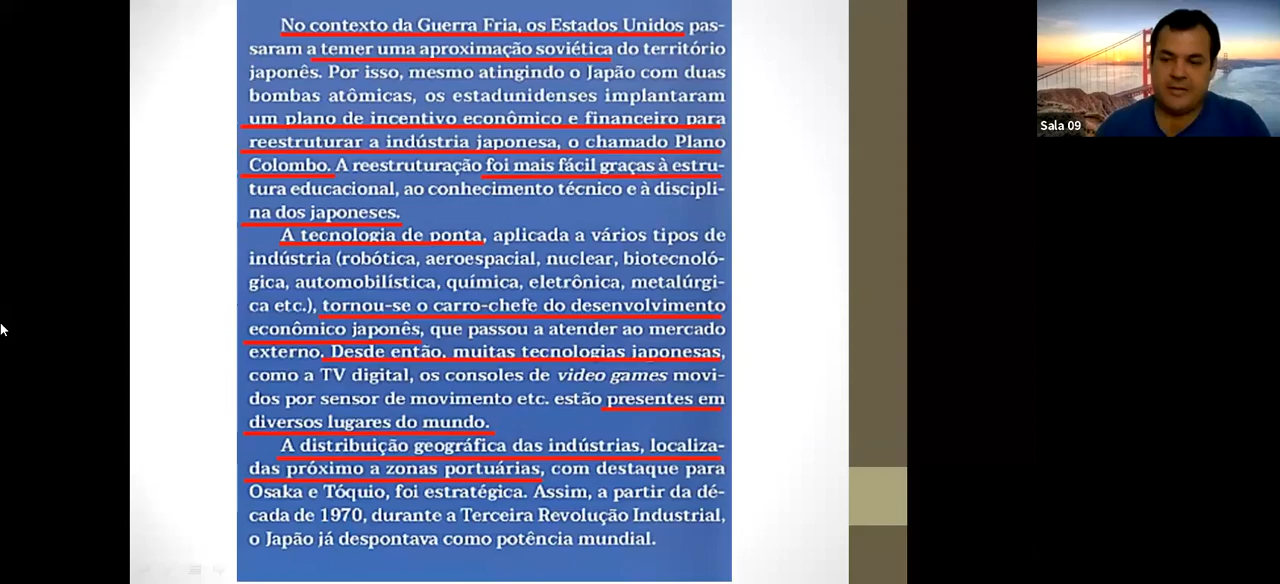 No contexto da Guerra Fria, os Estados Unidos pas-
saram a temer uma aproximação soviética do território
japonês. Por isso, mesmo atingindo o Japão com duas
bombas atômicas, os estadunidenses implantaram
um plano de incentivo econômico e financeiro para
reestruturar a indústria japonesa, o chamado Plano
Colombo. A reestruturação foi mais fácil graças à estru-
tura educacional, ao conhecimento técnico e à discipli-
na dos japoneses.
A tecnologia de ponta, aplicada a vários tipos de
indústria (robótica, aeroespacial, nuclear, biotecnoló-
gica, automobilística, química, eletrônica, metalúrgi-
ca etc.), tornou-se o carro-chefe do desenvolvimento
econômico japonês, que passou a atender ao mercado
externo. Desde então, muitas tecnologias japonesas,
como a TV digital, os consoles de video games movi-
dos por sensor de movimento etc. estão presentes em
diversos lugares do mundo.
A distribuição geográfica das indústrias, localiza-
das próximo a zonas portuárias, com destaque para
Osaka e Tóquio, foi estratégica. Assim, a partir da dé-
cada de 1970, durante a Terceira Revolução Industrial,
o Japão já despontava como potência mundial.
Sala 09